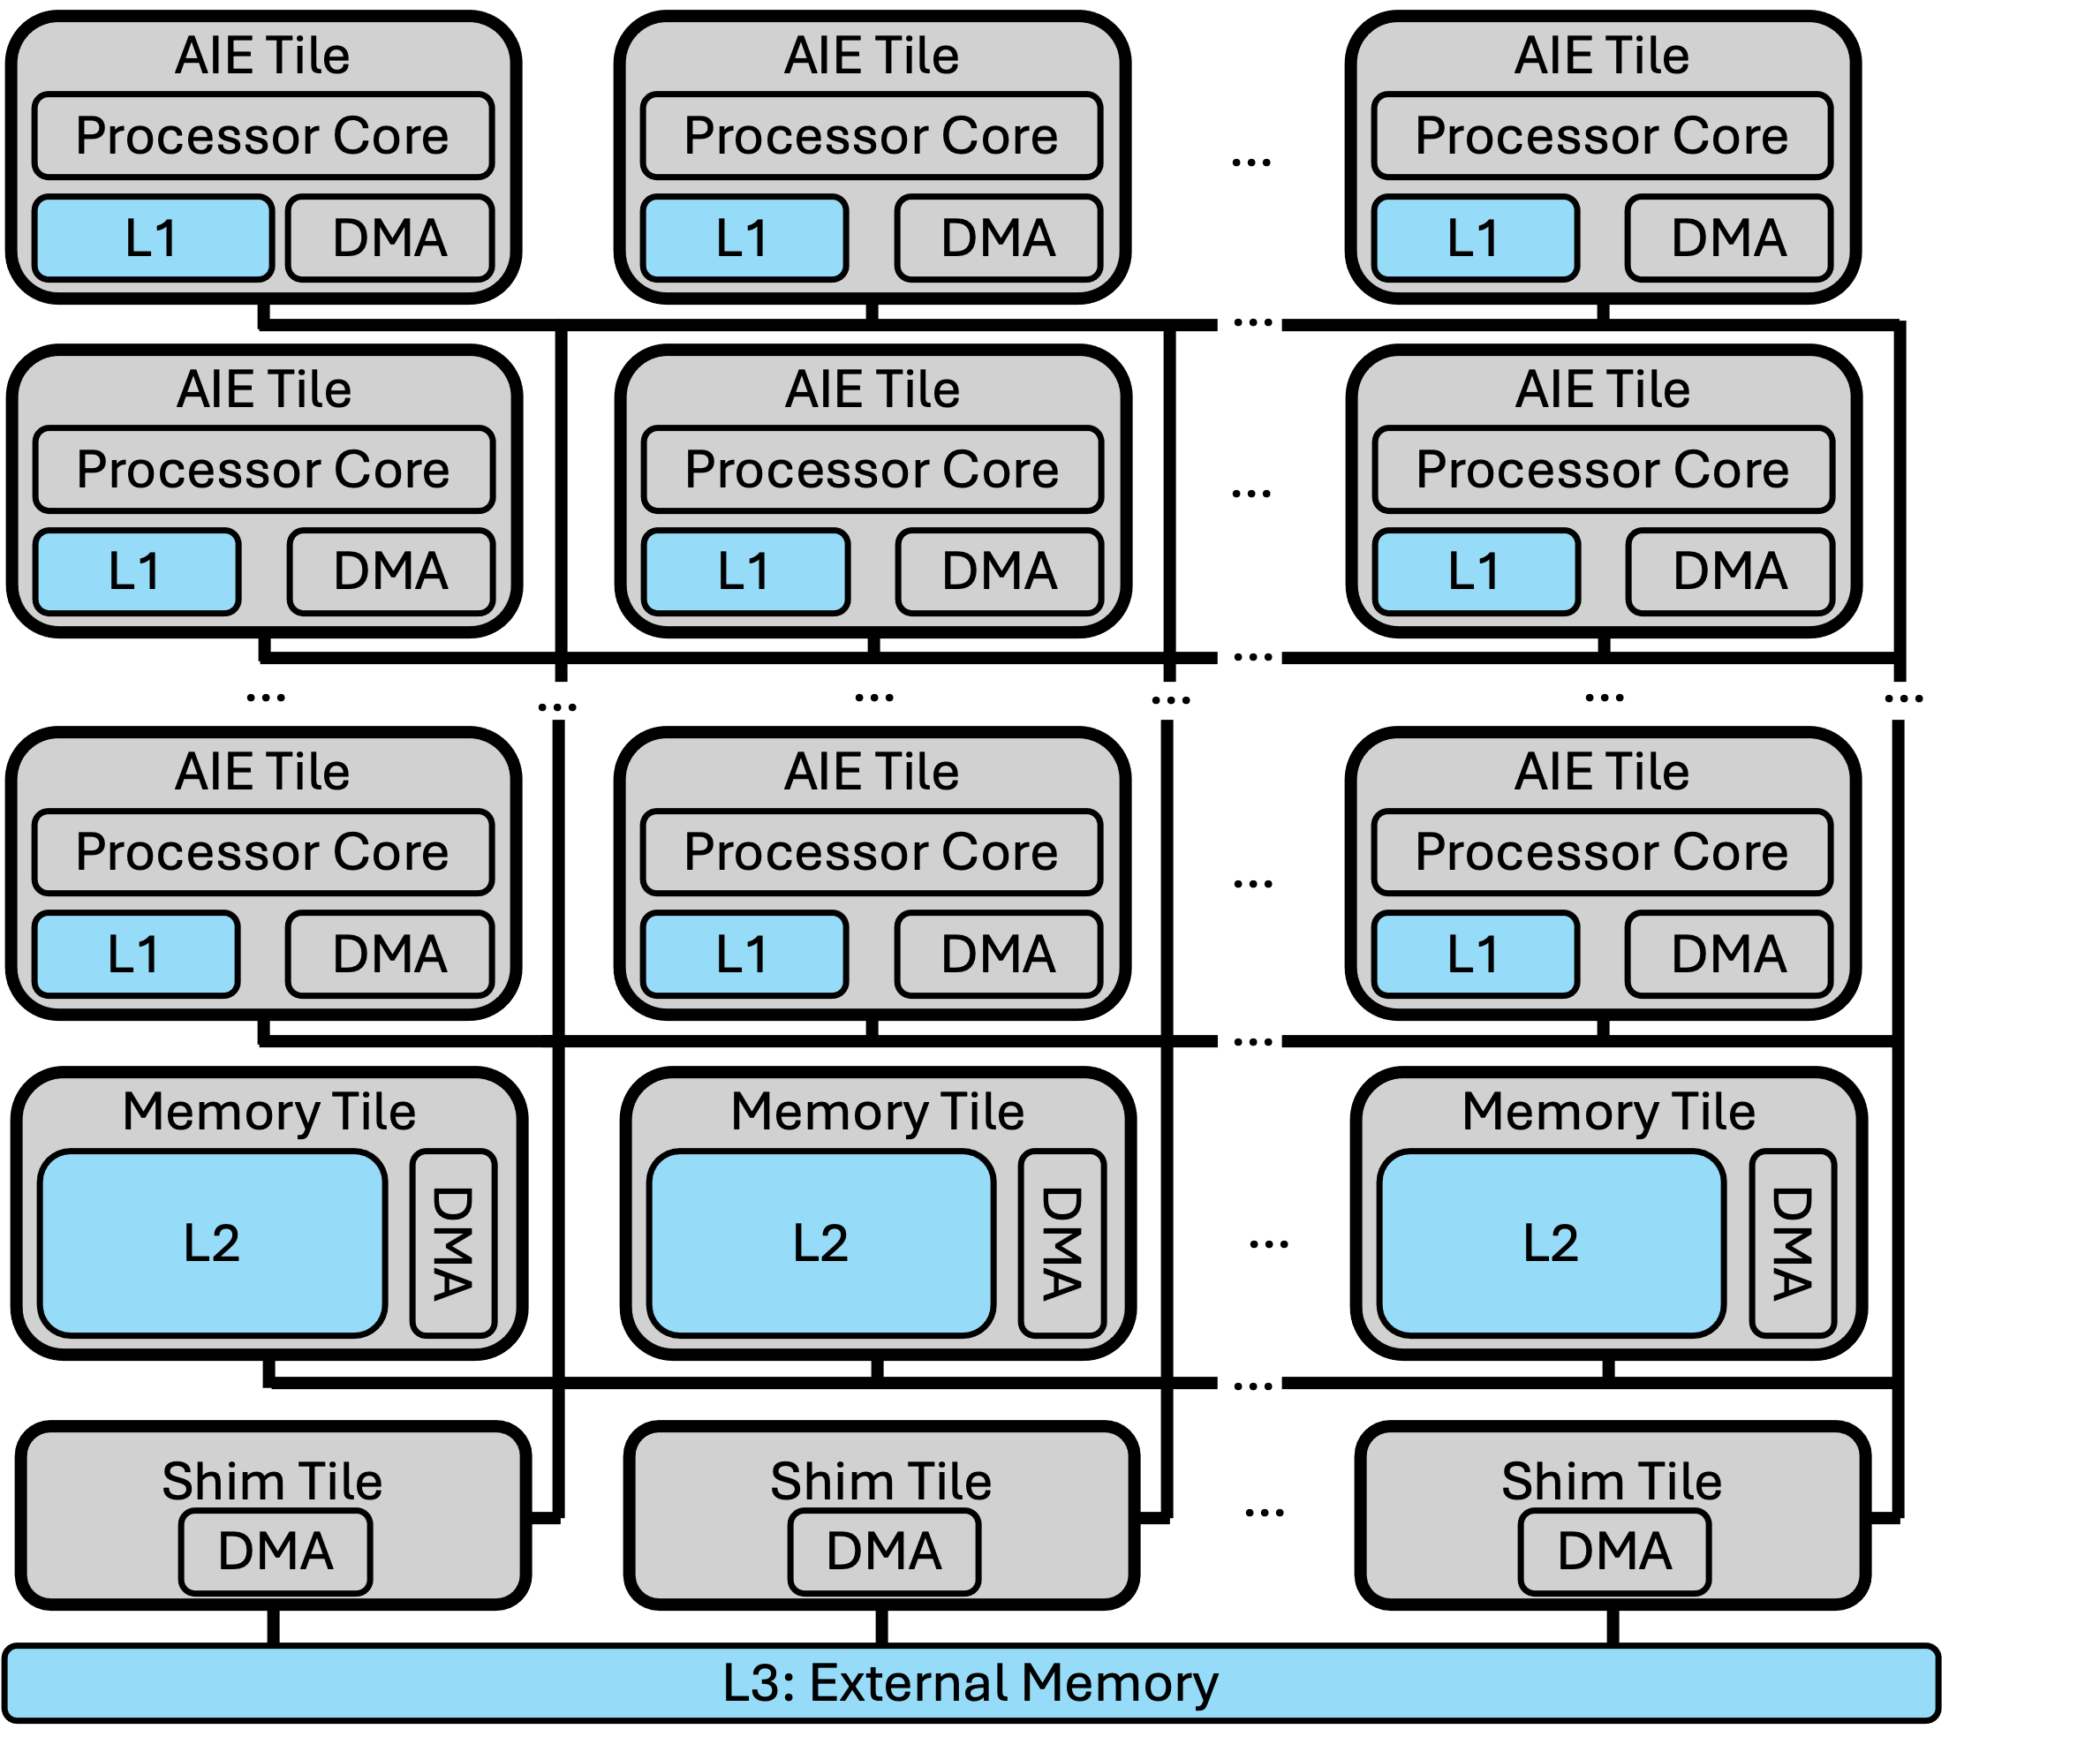 AIE Tile AIE Tile AIE Tile
Processor Core Processor Core ... Processor Core
L1 DMA L1 DMA L1 DMA
...
AIE Tile AIE Tile AIE Tile
Processor Core Processor Core ... Processor Core
L1 DMA L1 DMA L1 DMA
...
... ... ... ... ... ...
AIE Tile AIE Tile AIE Tile
Processor Core Processor Core ... Processor Core
L1 DMA L1 DMA L1 DMA
...
Memory Tile Memory Tile Memory Tile
L2 DMA L2 DMA ... L2 DMA
...
Shim Tile Shim Tile ... Shim Tile
DMA DMA DMA
L3: External Memory